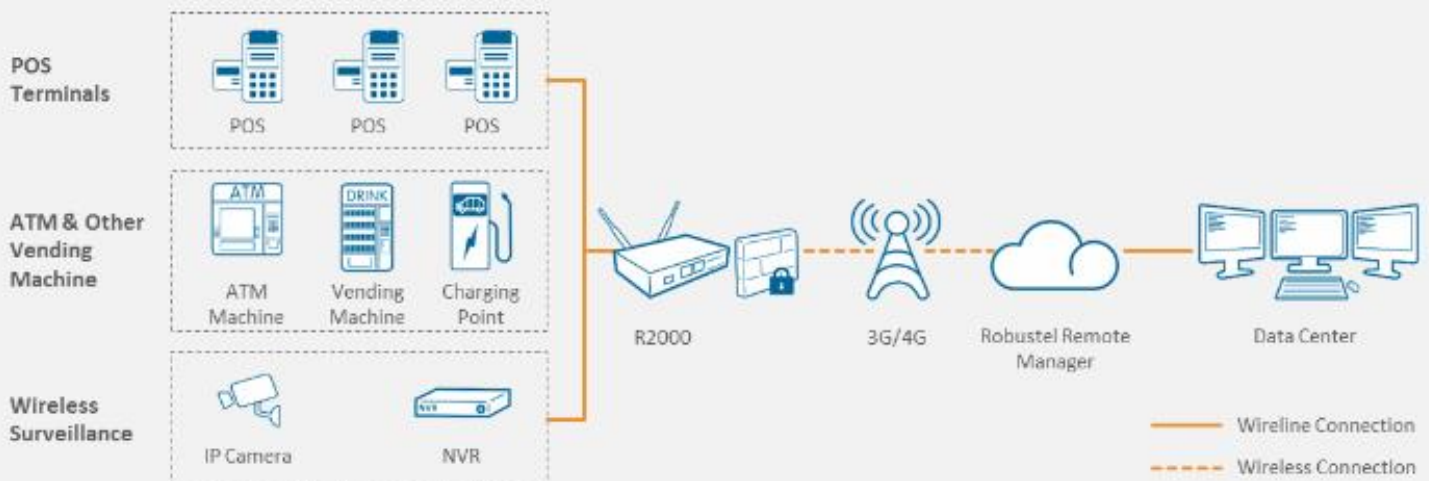 POS
Terminals
POS
POS
POS
ATM & Other
Vending
Machine
ATM
DRINK
ATM
Machine
Vending
Machine
Charging
Point
R2000
3G/4G
Robustel Remote
Manager
Data Center
Wireless
Surveillance
NVR
IP Camera
NVR
Wireline Connection
Wireless Connection